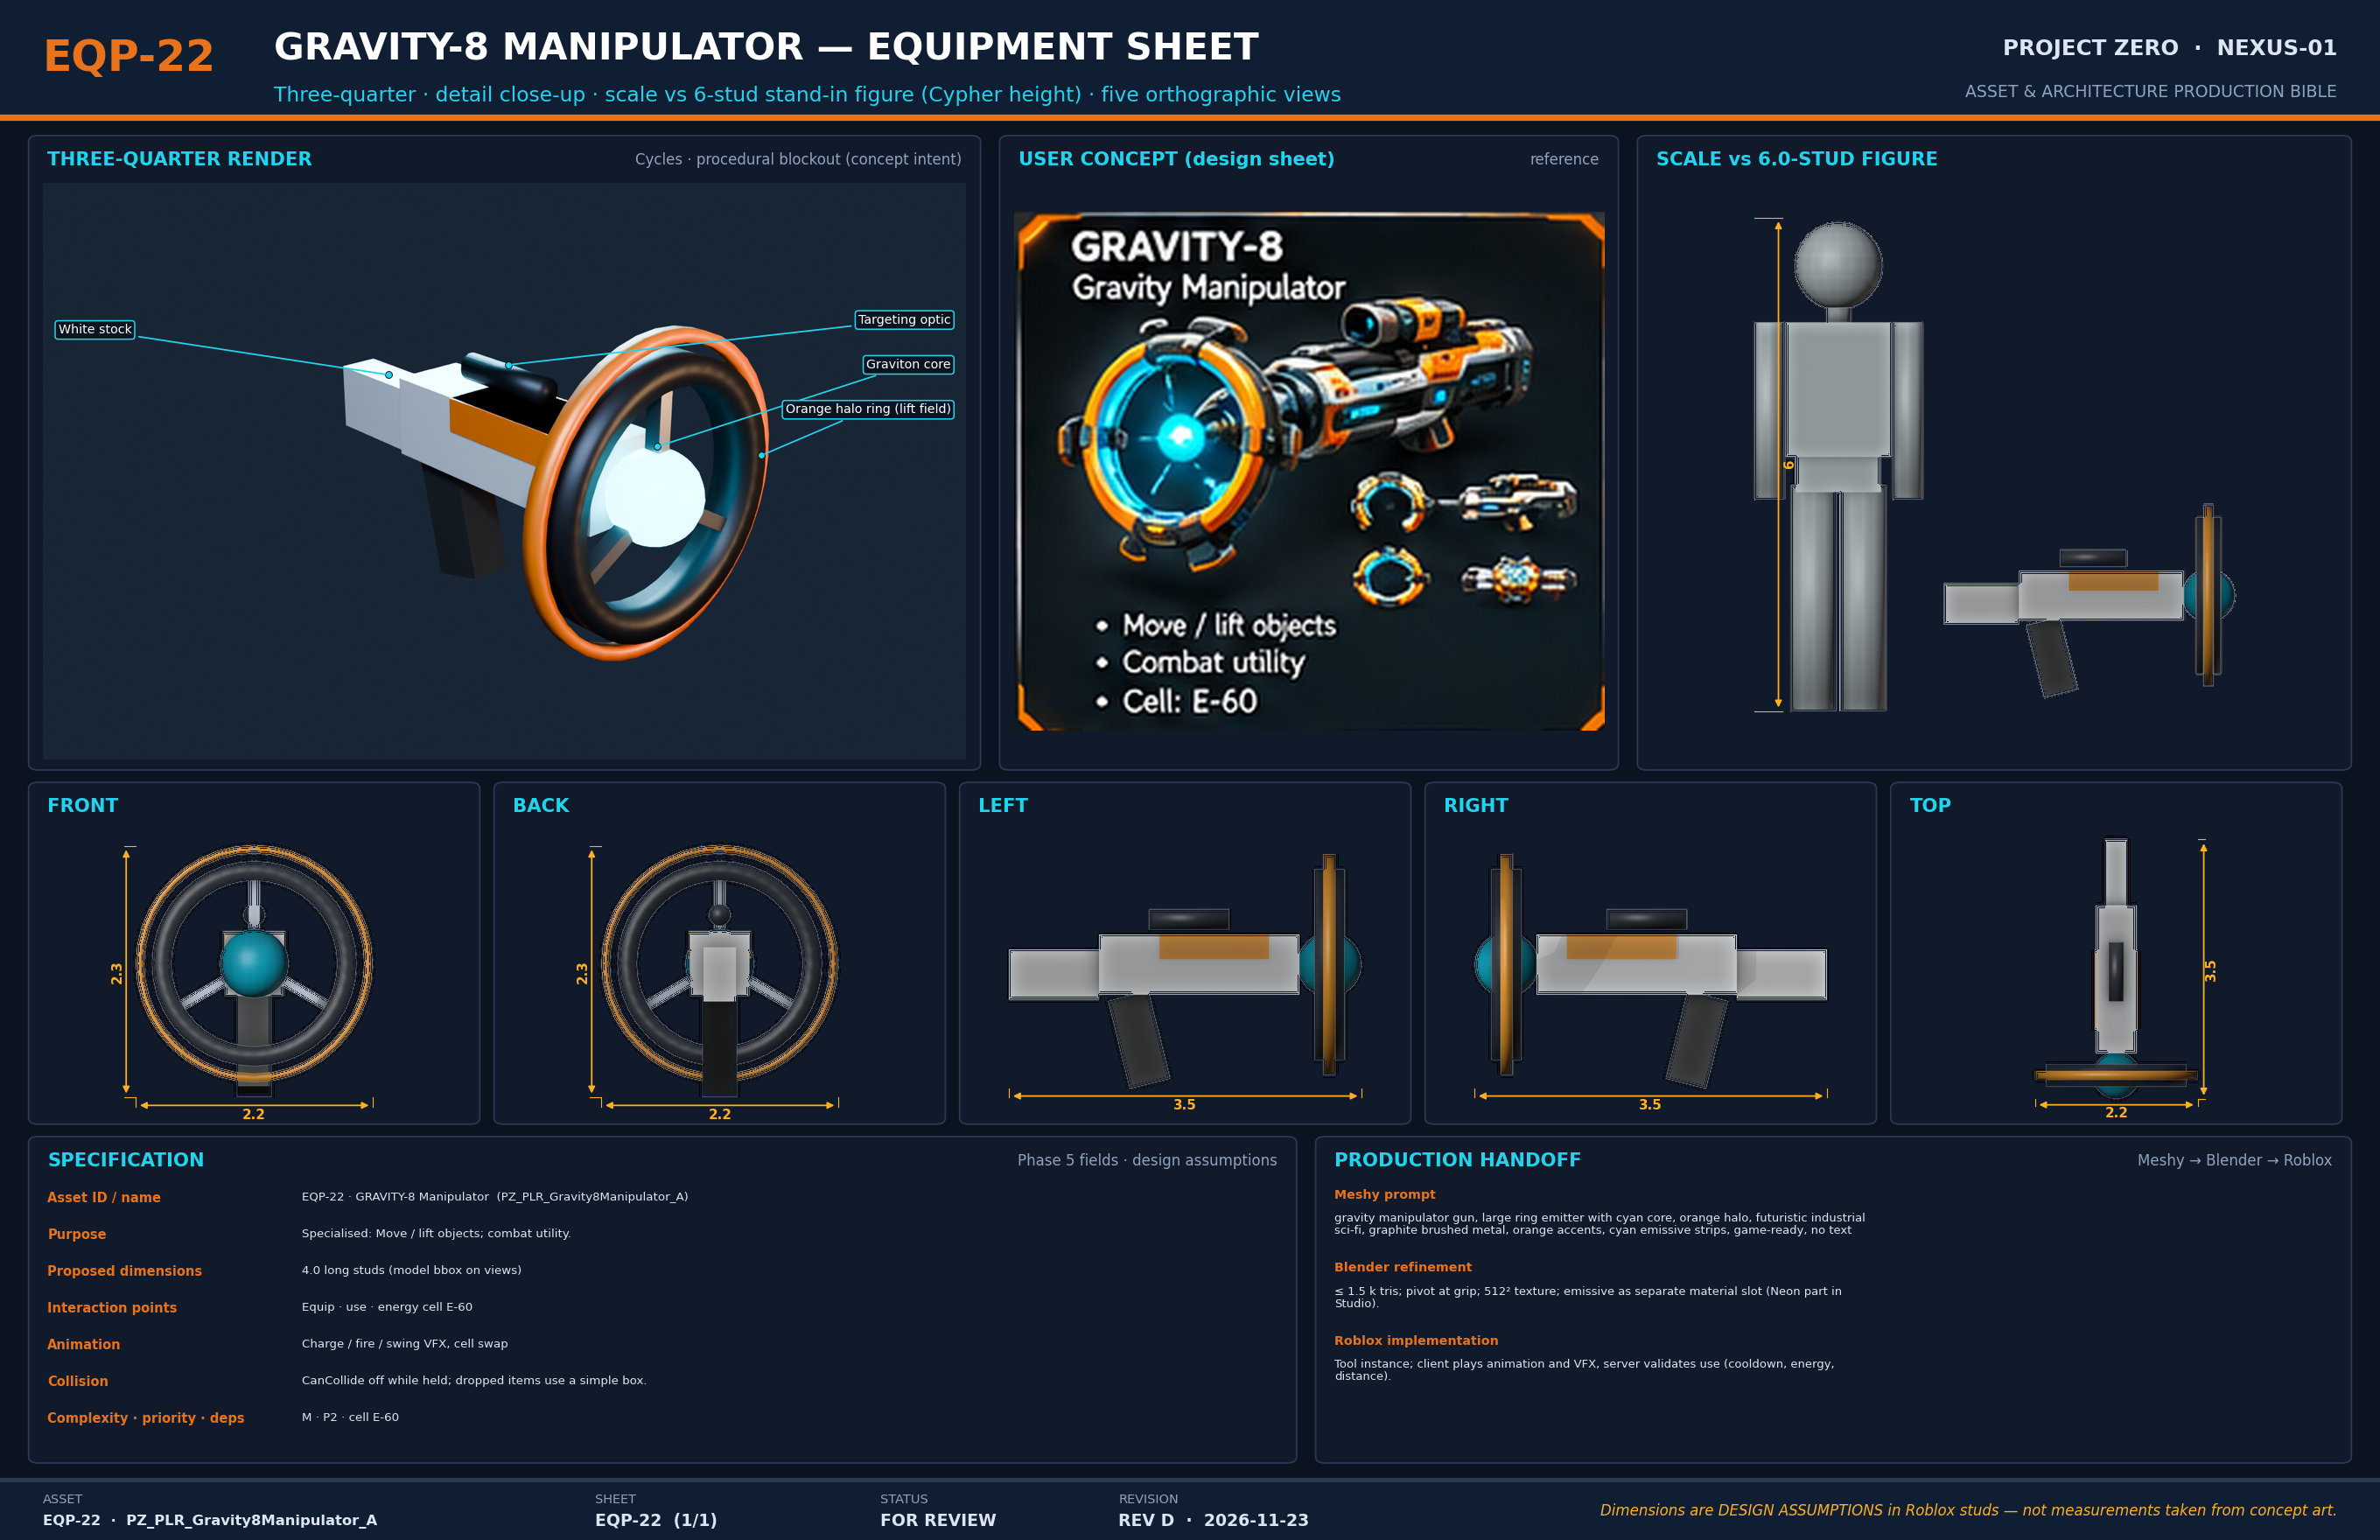 EQP-22
GRAVITY-8 MANIPULATOR — EQUIPMENT SHEET
Three-quarter · detail close-up · scale vs 6-stud stand-in figure (Cypher height) · five orthographic views
PROJECT ZERO · NEXUS-01
ASSET & ARCHITECTURE PRODUCTION BIBLE
THREE-QUARTER RENDER
Cycles · procedural blockout (concept intent)
White stock
Targeting optic
Graviton core
Orange halo ring (lift field)
USER CONCEPT (design sheet)
reference
GRAVITY-8
Gravity Manipulator
• Move / lift objects
• Combat utility
• Cell: E-60
SCALE vs 6.0-STUD FIGURE
6
FRONT
2.3
2.2
BACK
2.3
2.2
LEFT
3.5
RIGHT
3.5
TOP
3.5
2.2
SPECIFICATION
Phase 5 fields · design assumptions
Asset ID / name
EQP-22 · GRAVITY-8 Manipulator (PZ_PLR_Gravity8Manipulator_A)
Purpose
Specialised: Move / lift objects; combat utility.
Proposed dimensions
4.0 long studs (model bbox on views)
Interaction points
Equip · use · energy cell E-60
Animation
Charge / fire / swing VFX, cell swap
Collision
CanCollide off while held; dropped items use a simple box.
Complexity · priority · deps
M · P2 · cell E-60
PRODUCTION HANDOFF
Meshy → Blender → Roblox
Meshy prompt
gravity manipulator gun, large ring emitter with cyan core, orange halo, futuristic industrial
sci-fi, graphite brushed metal, orange accents, cyan emissive strips, game-ready, no text
Blender refinement
≤ 1.5 k tris; pivot at grip; 512² texture; emissive as separate material slot (Neon part in
Studio).
Roblox implementation
Tool instance; client plays animation and VFX, server validates use (cooldown, energy,
distance).
ASSET
EQP-22 · PZ_PLR_Gravity8Manipulator_A
SHEET
EQP-22 (1/1)
STATUS
FOR REVIEW
REVISION
REV D · 2026-11-23
Dimensions are DESIGN ASSUMPTIONS in Roblox studs — not measurements taken from concept art.